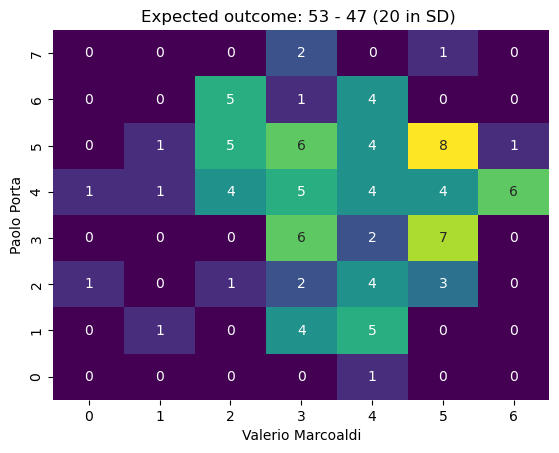 Expected outcome: 53 - 47 (20 in SD)
Paolo Porta
7 0 0 0 2 0 1 0
6 0 0 5 1 4 0 0
5 0 1 5 6 4 8 1
4 1 1 4 5 4 4 6
3 0 0 0 6 2 7 0
2 1 0 1 2 4 3 0
1 0 1 0 4 5 0 0
0 0 0 0 0 1 0 0
0 1 2 3 4 5 6
Valerio Marcoaldi